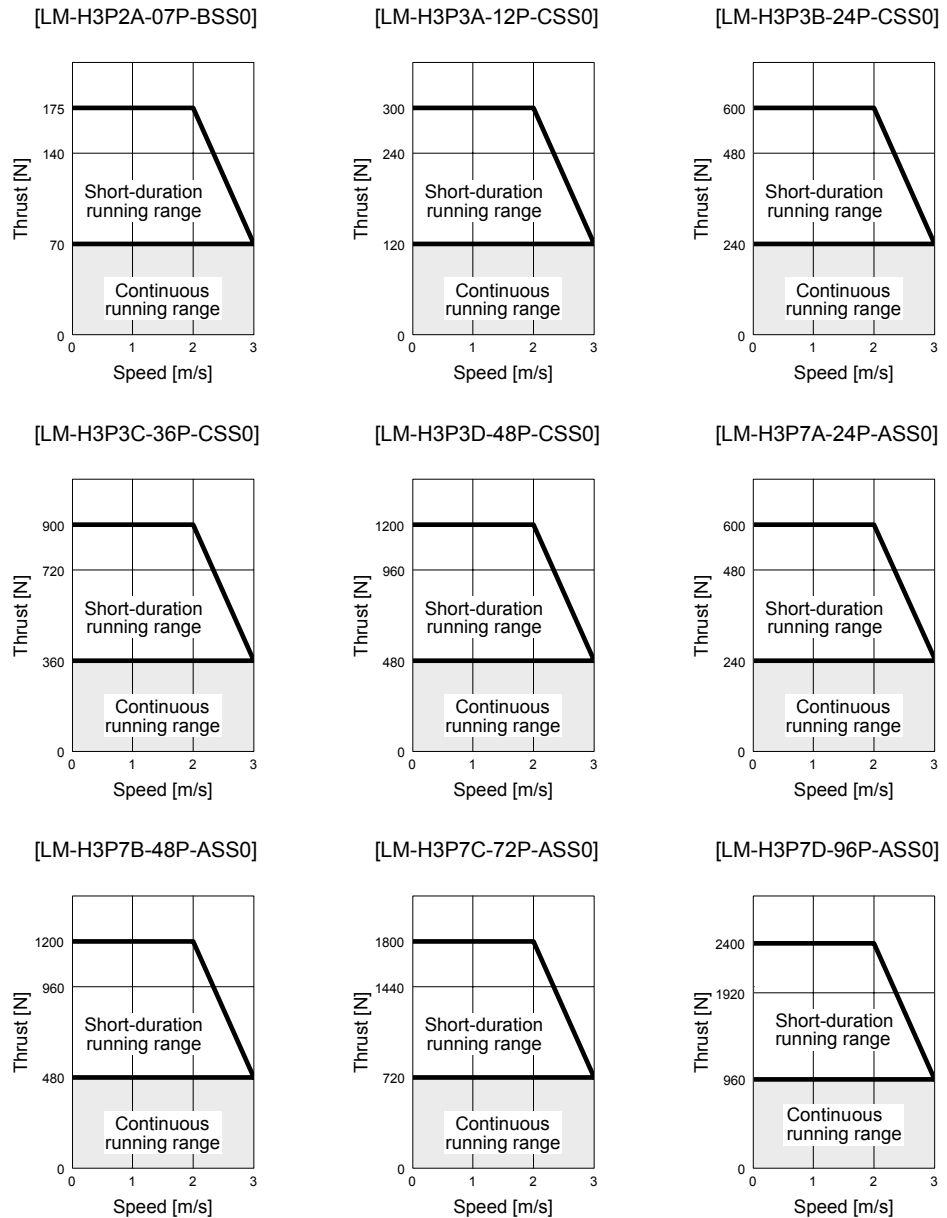 [LM-H3P2A-07P-BSS0]
175
140
70
0
Thrust [N]
Short-duration
running range
Continuous
running range
0 1 2 3
Speed [m/s]
[LM-H3P3A-12P-CSS0]
300
240
120
0
Thrust [N]
Short-duration
running range
Continuous
running range
0 1 2 3
Speed [m/s]
[LM-H3P3B-24P-CSS0]
600
480
240
0
Thrust [N]
Short-duration
running range
Continuous
running range
0 1 2 3
Speed [m/s]
[LM-H3P3C-36P-CSS0]
900
720
360
0
Thrust [N]
Short-duration
running range
Continuous
running range
0 1 2 3
Speed [m/s]
[LM-H3P3D-48P-CSS0]
1200
960
480
0
Thrust [N]
Short-duration
running range
Continuous
running range
0 1 2 3
Speed [m/s]
[LM-H3P7A-24P-ASS0]
600
480
240
0
Thrust [N]
Short-duration
running range
Continuous
running range
0 1 2 3
Speed [m/s]
[LM-H3P7B-48P-ASS0]
1200
960
480
0
Thrust [N]
Short-duration
running range
Continuous
running range
0 1 2 3
Speed [m/s]
[LM-H3P7C-72P-ASS0]
1800
1440
720
0
Thrust [N]
Short-duration
running range
Continuous
running range
0 1 2 3
Speed [m/s]
[LM-H3P7D-96P-ASS0]
2400
1920
960
0
Thrust [N]
Short-duration
running range
Continuous
running range
0 1 2 3
Speed [m/s]